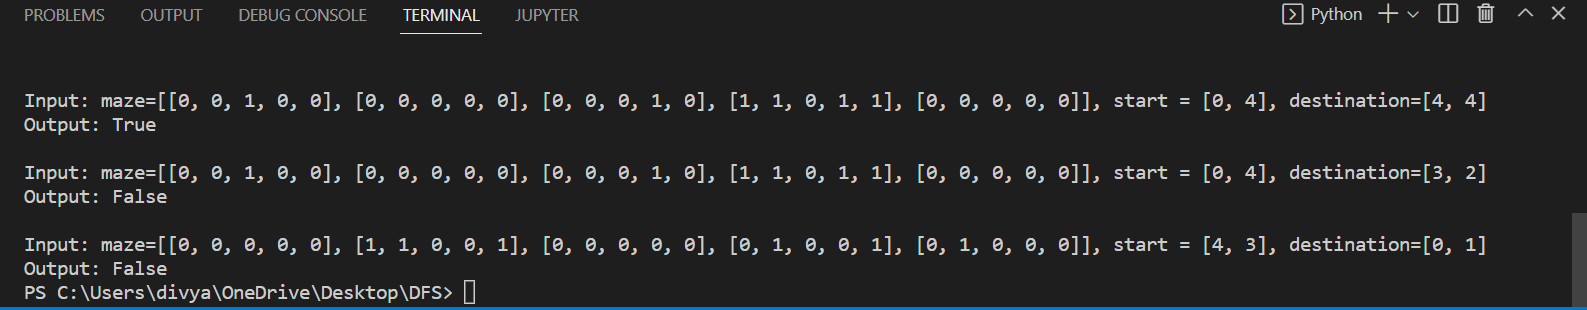 PROBLEMS OUTPUT DEBUG CONSOLE TERMINAL JUPYTER Python
Input: maze=[[0, 0, 1, 0, 0], [0, 0, 0, 0, 0], [0, 0, 0, 1, 0], [1, 1, 0, 1, 1], [0, 0, 0, 0, 0]], start = [0, 4], destination=[4, 4]
Output: True
Input: maze=[[0, 0, 1, 0, 0], [0, 0, 0, 0, 0], [0, 0, 0, 1, 0], [1, 1, 0, 1, 1], [0, 0, 0, 0, 0]], start = [0, 4], destination=[3, 2]
Output: False
Input: maze=[[0, 0, 0, 0, 0], [1, 1, 0, 0, 1], [0, 0, 0, 0, 0], [0, 1, 0, 0, 1], [0, 1, 0, 0, 0]], start = [4, 3], destination=[0, 1]
Output: False
PS C:\Users\divya\OneDrive\Desktop\DFS>